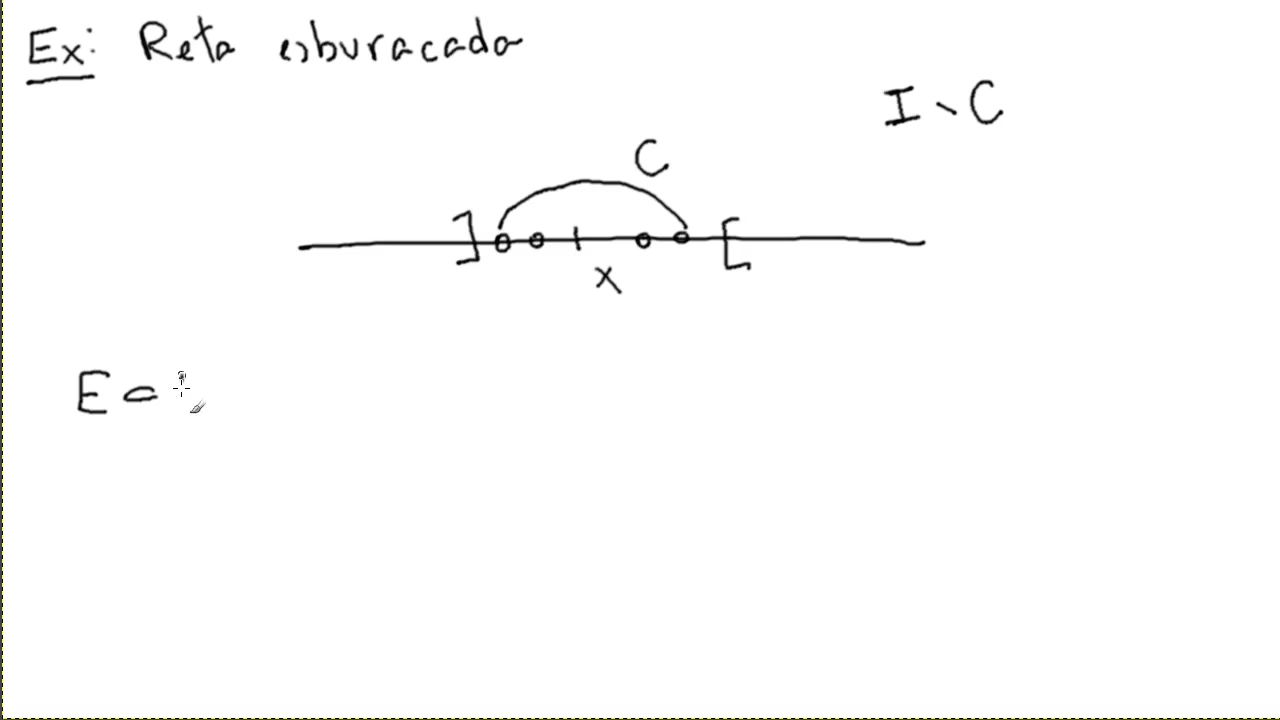 Ex: Reta esburacada
I \ C
C
] [
x
E =